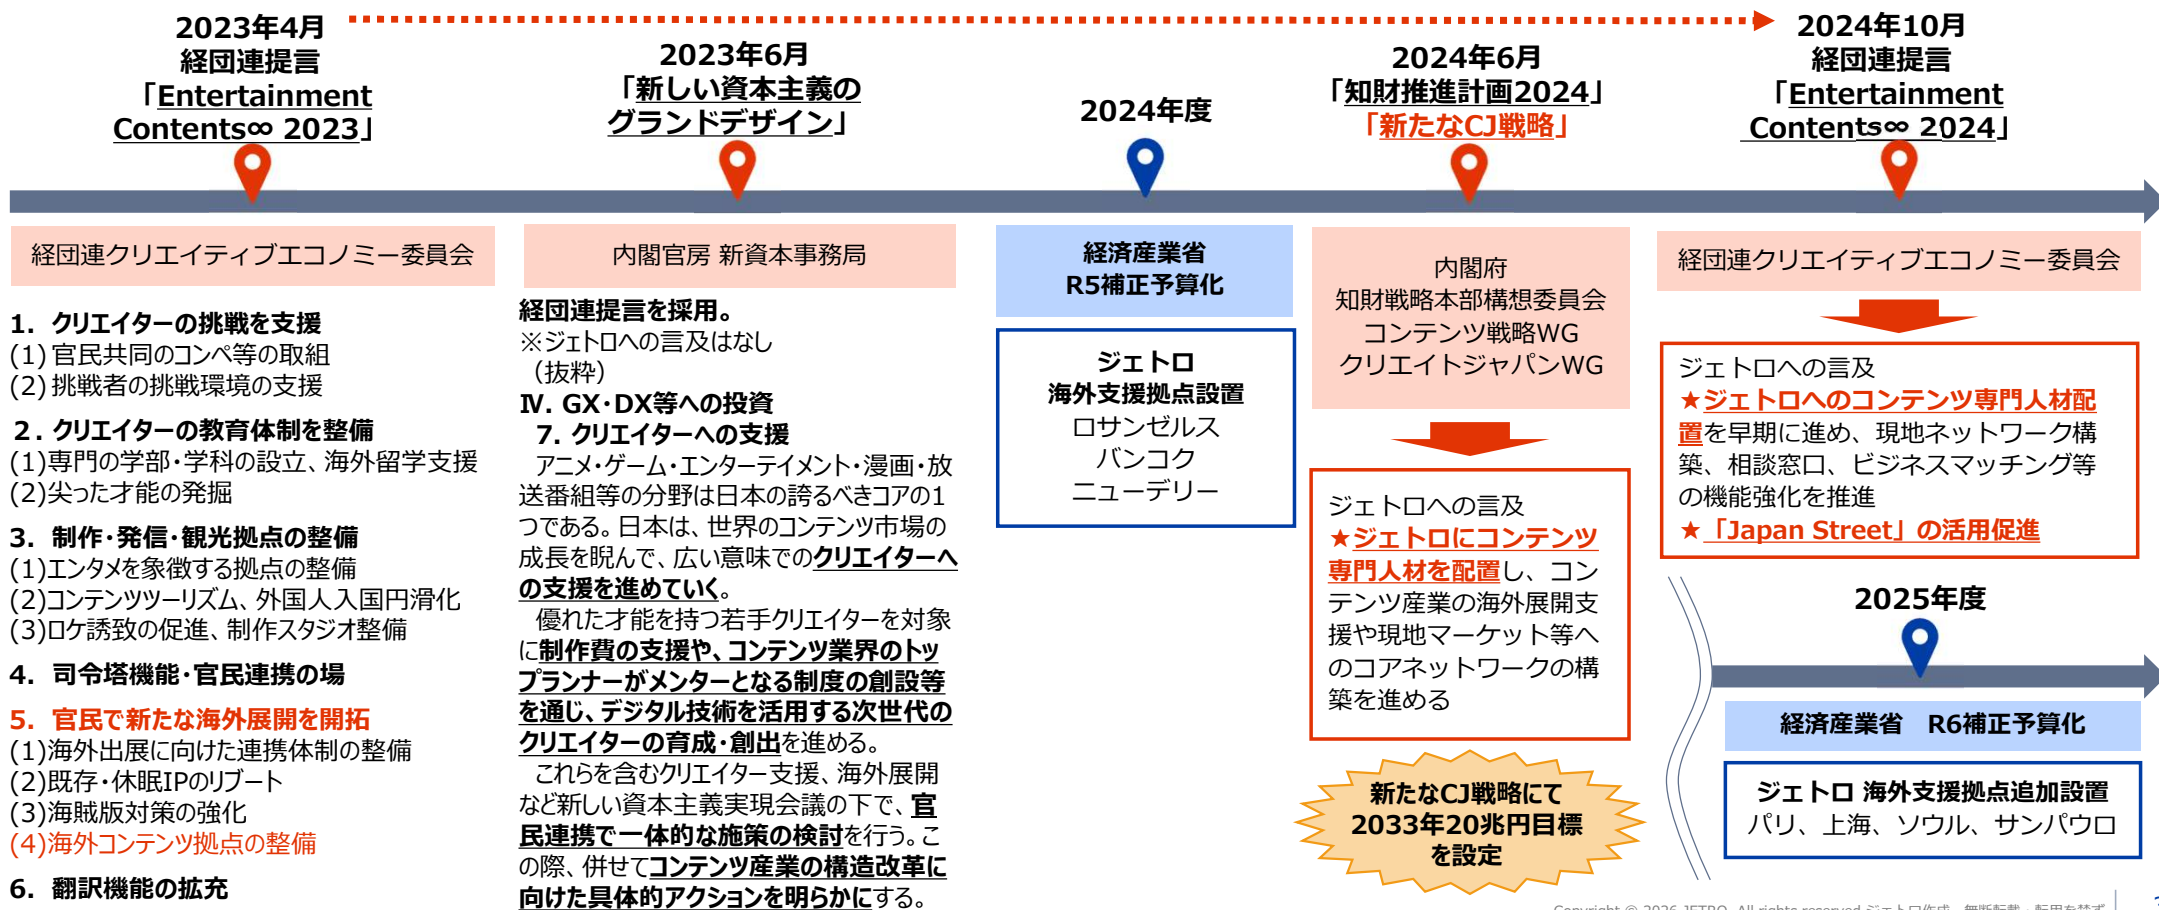 2023年4月
経団連提言
「Entertainment
Contents∞ 2023」
2023年6月
「新しい資本主義の
グランドデザイン」
2024年度
2024年6月
「知財推進計画2024」
「新たなCJ戦略」
2024年10月
経団連提言
「Entertainment
Contents∞ 2024」
経団連クリエイティブエコノミー委員会
1. クリエイターの挑戦を支援
(1) 官民共同のコンペ等の取組
(2) 挑戦者の挑戦環境の支援
2. クリエイターの教育体制を整備
(1)専門の学部・学科の設立、海外留学支援
(2)尖った才能の発掘
3. 制作・発信・観光拠点の整備
(1)エンタメを象徴する拠点の整備
(2)コンテンツツーリズム、外国人入国円滑化
(3)ロケ誘致の促進、制作スタジオ整備
4. 司令塔機能・官民連携の場
5. 官民で新たな海外展開を開拓
(1)海外出展に向けた連携体制の整備
(2)既存・休眠IPのリブート
(3)海賊版対策の強化
(4)海外コンテンツ拠点の整備
6. 翻訳機能の拡充
内閣官房 新資本事務局
経団連提言を採用。
※ジェトロへの言及はなし
（抜粋）
Ⅳ. GX・DX等への投資
7. クリエイターへの支援
アニメ・ゲーム・エンターテイメント・漫画・放
送番組等の分野は日本の誇るべきコアの1
つである。日本は、世界のコンテンツ市場の
成長を睨んで、広い意味でのクリエイターへ
の支援を進めていく。
優れた才能を持つ若手クリエイターを対象
に制作費の支援や、コンテンツ業界のトッ
プランナーがメンターとなる制度の創設等
を通じ、デジタル技術を活用する次世代の
クリエイターの育成・創出を進める。
これらを含むクリエイター支援、海外展開
など新しい資本主義実現会議の下で、官
民連携で一体的な施策の検討を行う。こ
の際、併せてコンテンツ産業の構造改革に
向けた具体的アクションを明らかにする。
経済産業省
R5補正予算化
ジェトロ
海外支援拠点設置
ロサンゼルス
バンコク
ニューデリー
内閣府
知財戦略本部構想委員会
コンテンツ戦略WG
クリエイトジャパンWG
ジェトロへの言及
★ジェトロにコンテンツ
専門人材を配置し、コン
テンツ産業の海外展開支
援や現地マーケット等へ
のコアネットワークの構
築を進める
新たなCJ戦略にて
2033年20兆円目標
を設定
経団連クリエイティブエコノミー委員会
ジェトロへの言及
★ジェトロへのコンテンツ専門人材配
置を早期に進め、現地ネットワーク構
築、相談窓口、ビジネスマッチング等
の機能強化を推進
★「Japan Street」の活用促進
2025年度
経済産業省　R6補正予算化
ジェトロ 海外支援拠点追加設置
パリ、上海、ソウル、サンパウロ
Copyright © 2026 JETRO. All rights reserved.ジェトロ作成　無断転載・転用を禁ず